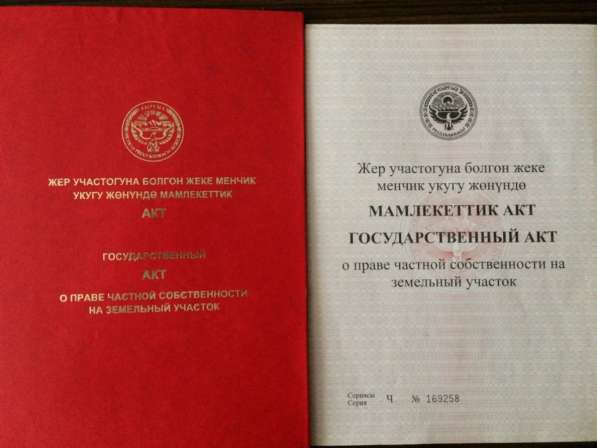 ЖЕР УЧАСТОГУНА БОЛГОН ЖЕКЕ МЕНЧИК
УКУГУ ЖӨНҮНДӨ МАМЛЕКЕТТИК
АКТ
ГОСУДАРСТВЕННЫЙ
АКТ
О ПРАВЕ ЧАСТНОЙ СОБСТВЕННОСТИ
НА ЗЕМЕЛЬНЫЙ УЧАСТОК
Жер участогуна болгон жеке
менчик укугу жөнүндө
МАМЛЕКЕТТИК АКТ
ГОСУДАРСТВЕННЫЙ АКТ
о праве частной собственности на
земельный участок
Сериясы
Серия Ч № 169258